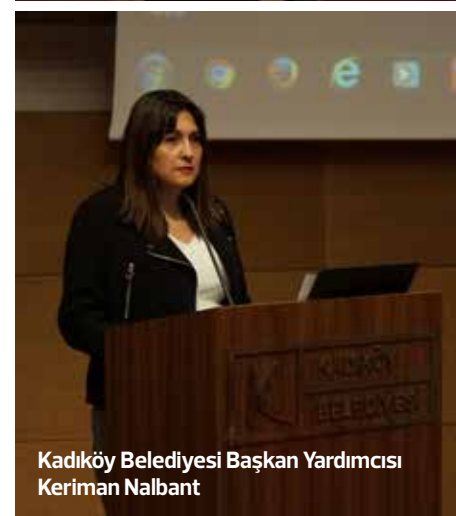 KADIKÖY
BELEDİYESİ
Kadıköy Belediyesi Başkan Yardımcısı
Keriman Nalbant